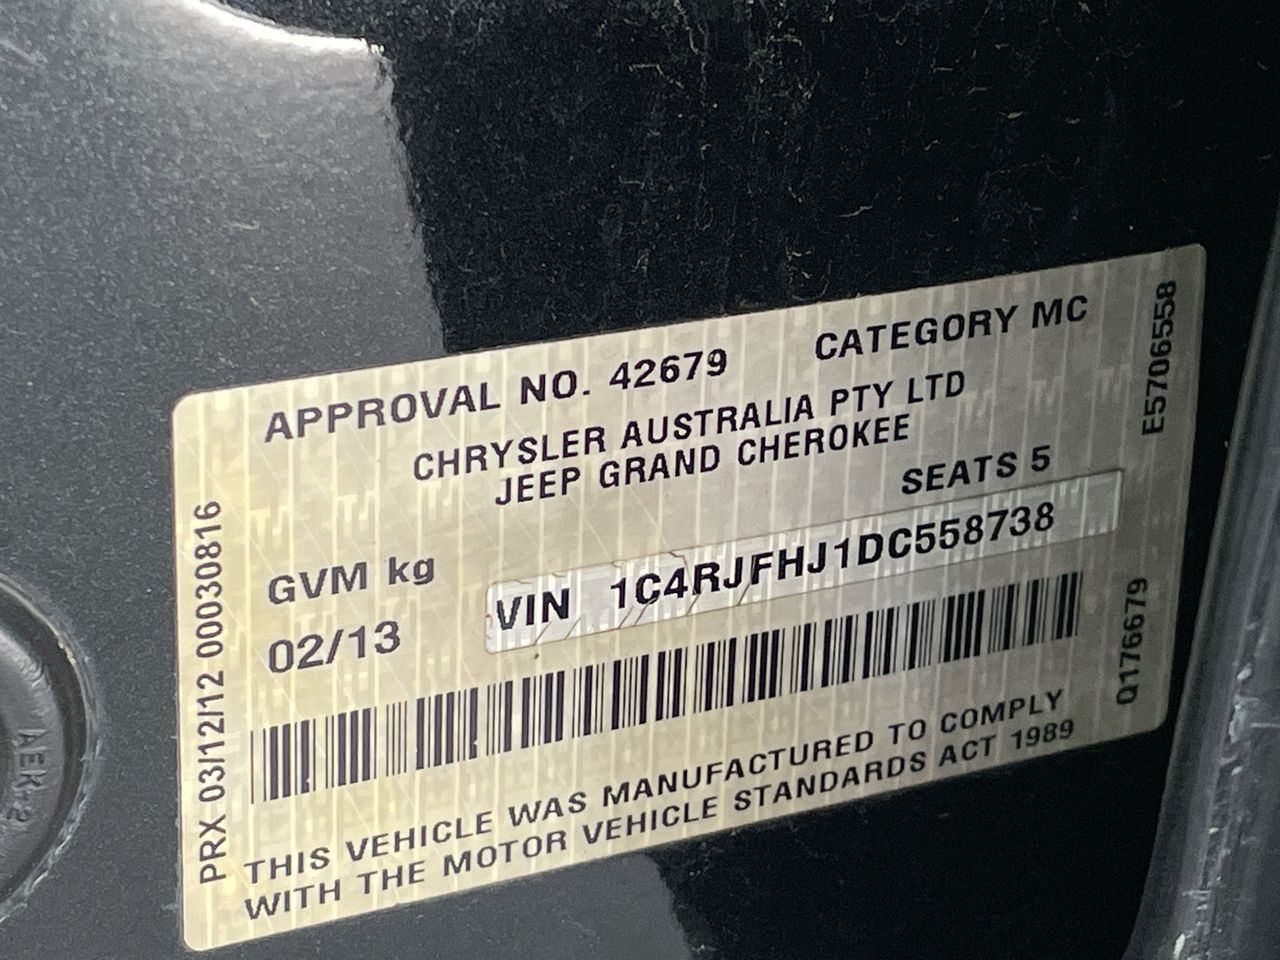 APPROVAL NO. 42679 CATEGORY MC
CHRYSLER AUSTRALIA PTY LTD
JEEP GRAND CHEROKEE
SEATS 5
GVM kg
VIN 1C4RJFHJ1DC558738
02/13
THIS VEHICLE WAS MANUFACTURED TO COMPLY
WITH THE MOTOR VEHICLE STANDARDS ACT 1989
PRX 03/12/12 00030816
E5706558
Q176679